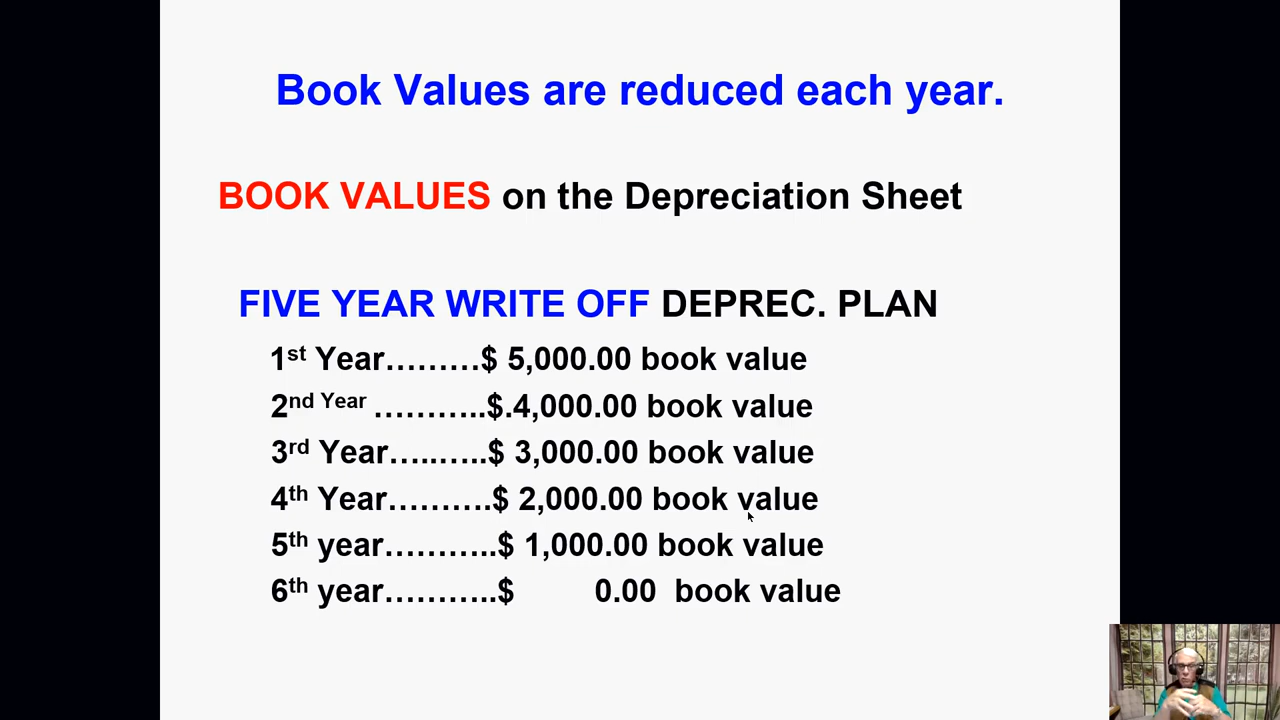 Book Values are reduced each year.
BOOK VALUES on the Depreciation Sheet
FIVE YEAR WRITE OFF DEPREC. PLAN
1st Year………$ 5,000.00 book value
2nd Year ………..$.4,000.00 book value
3rd Year…..…..$ 3,000.00 book value
4th Year……….$ 2,000.00 book value
5th year………..$ 1,000.00 book value
6th year………..$ 0.00 book value